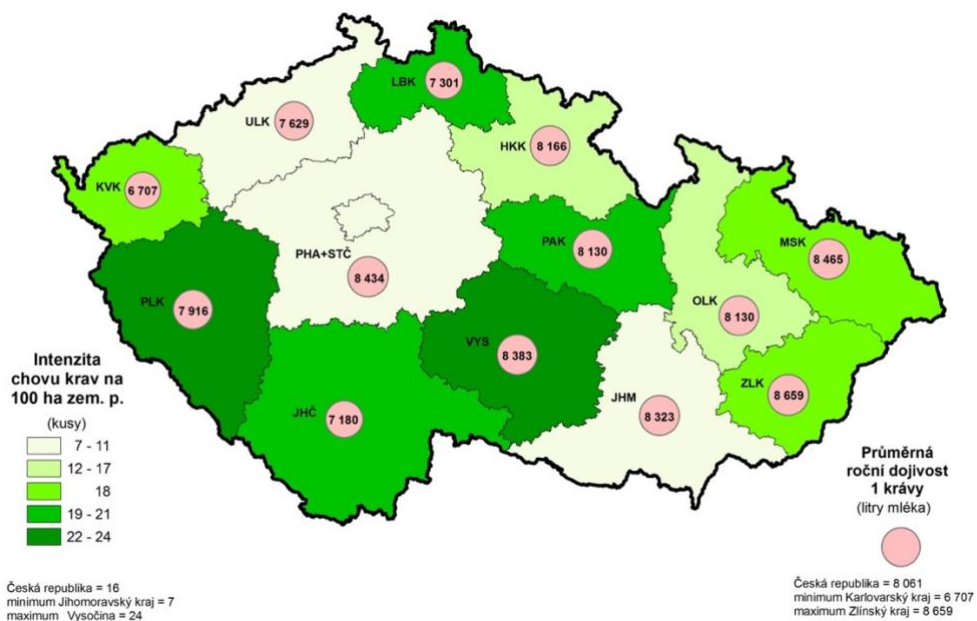 LBK
7 301
ULK
7 629
HKK
8 166
KVK
6 707
PHA+STČ
8 434
PAK
8 130
MSK
8 465
PLK
7 916
OLK
8 130
VYS
8 383
JHČ
7 180
JHM
8 323
ZLK
8 659
Intenzita
chovu krav na
100 ha zem. p.
(kusy)
7 - 11
12 - 17
18
19 - 21
22 - 24
Česká republika = 16
minimum Jihomoravský kraj = 7
maximum Vysočina = 24
Průměrná
roční dojivost
1 krávy
(litry mléka)
Česká republika = 8 061
minimum Karlovarský kraj = 6 707
maximum Zlínský kraj = 8 659